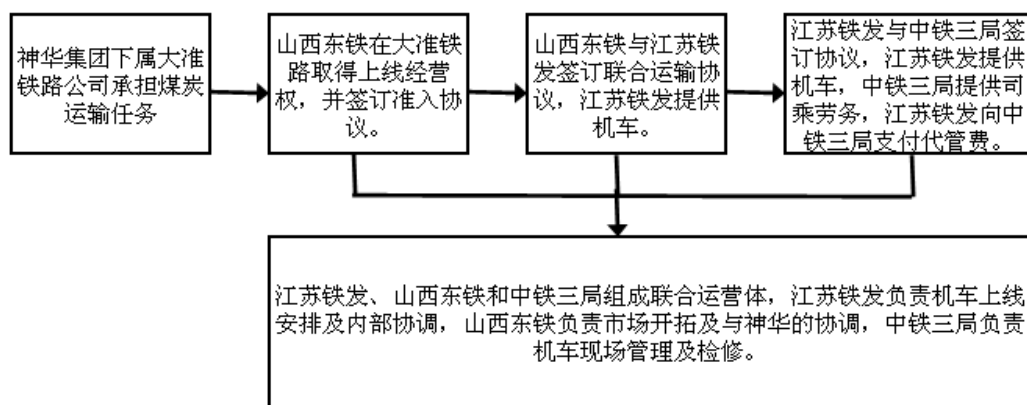 神华集团下属大准
铁路公司承担煤炭
运输任务
山西东铁在大准铁
路取得上线经营
权，并签订准入协
议。
山西东铁与江苏铁
发签订联合运输协
议，江苏铁发提供
机车。
江苏铁发与中铁三局签
订协议，江苏铁发提供
机车，中铁三局提供司
乘劳务，江苏铁发向中
铁三局支付代管费。
江苏铁发、山西东铁和中铁三局组成联合运营体，江苏铁发负责机车上线
安排及内部协调，山西东铁负责市场开拓及与神华的协调，中铁三局负责
机车现场管理及检修。